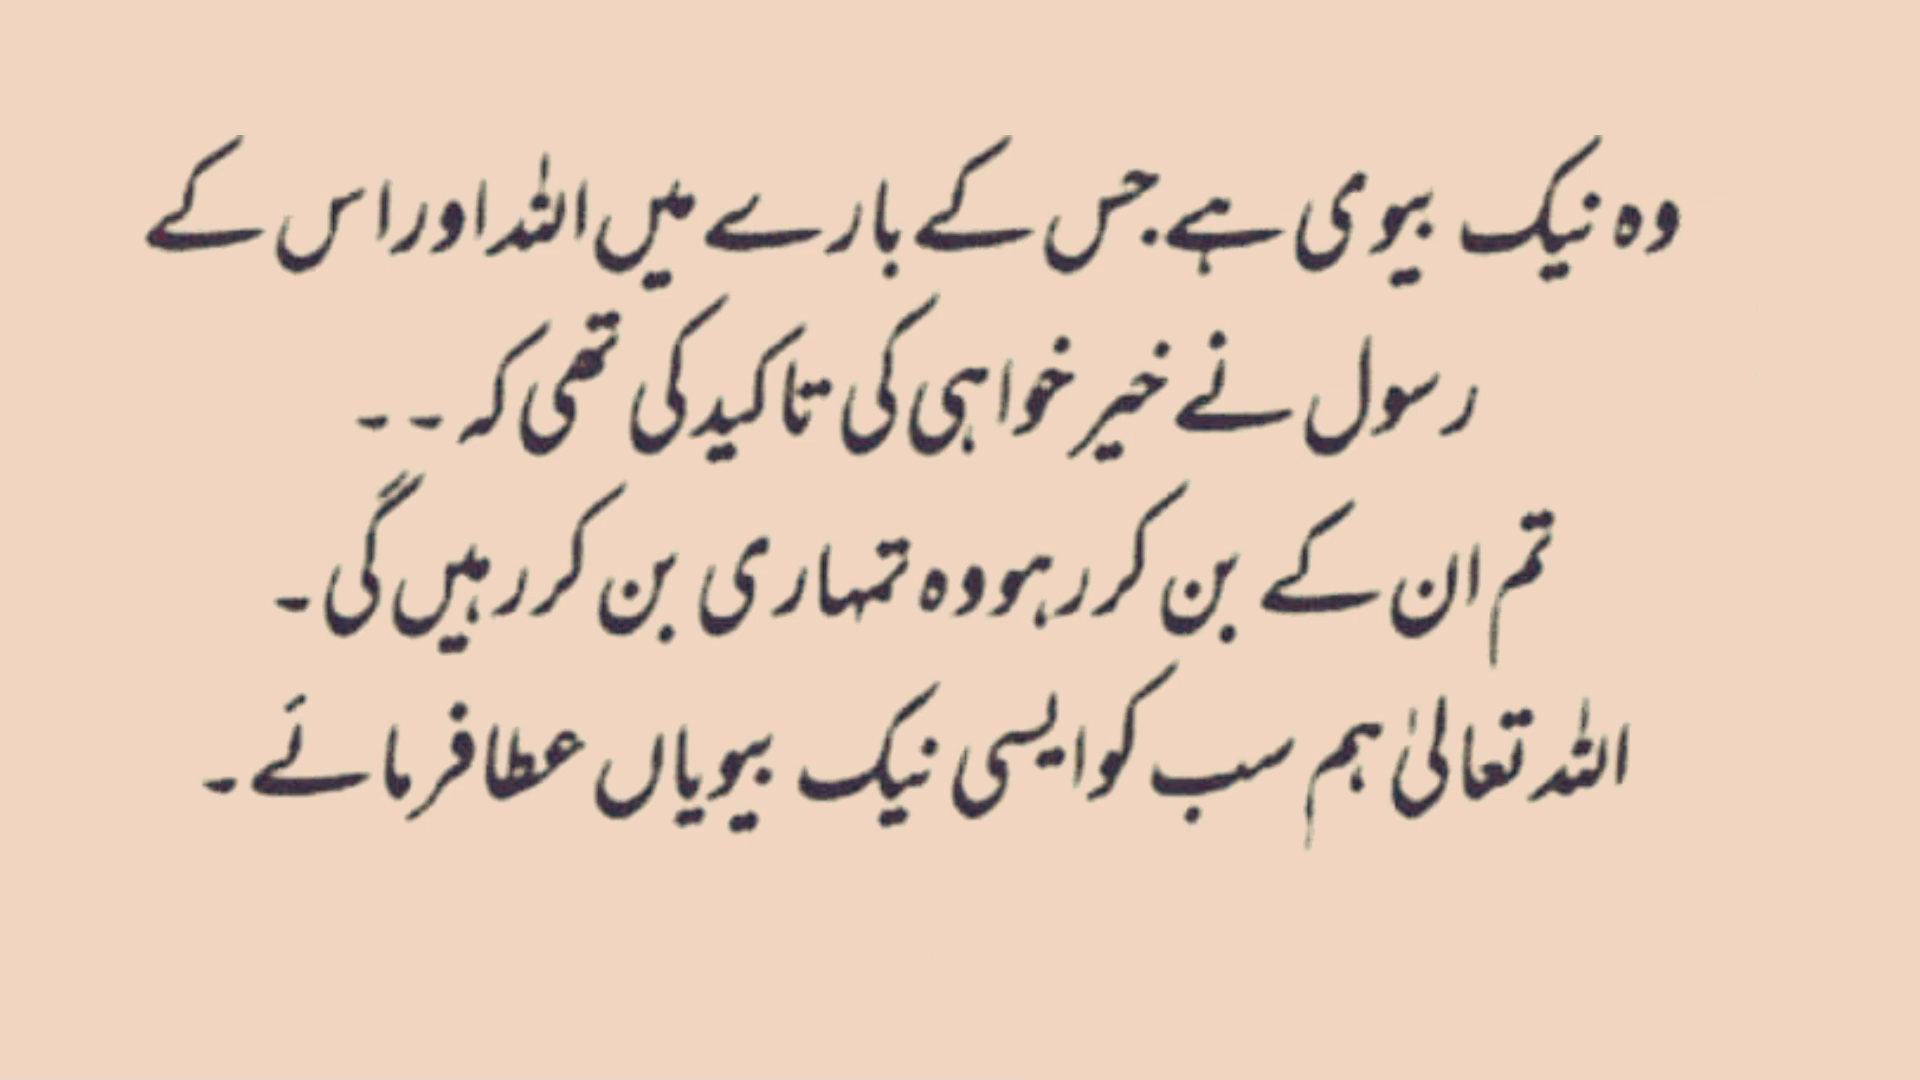 وہ نیک بیوی ہے.جس کے بارے میں اللہ اور اس کے
رسول نے خیر خواہی کی تاکید کی تھی کہ ۔۔
تم ان کے بن کر رہو وہ تمہاری بن کر رہیں گی۔
اللہ تعالیٰ ہم سب کو ایسی نیک بیویاں عطا فرمائے۔